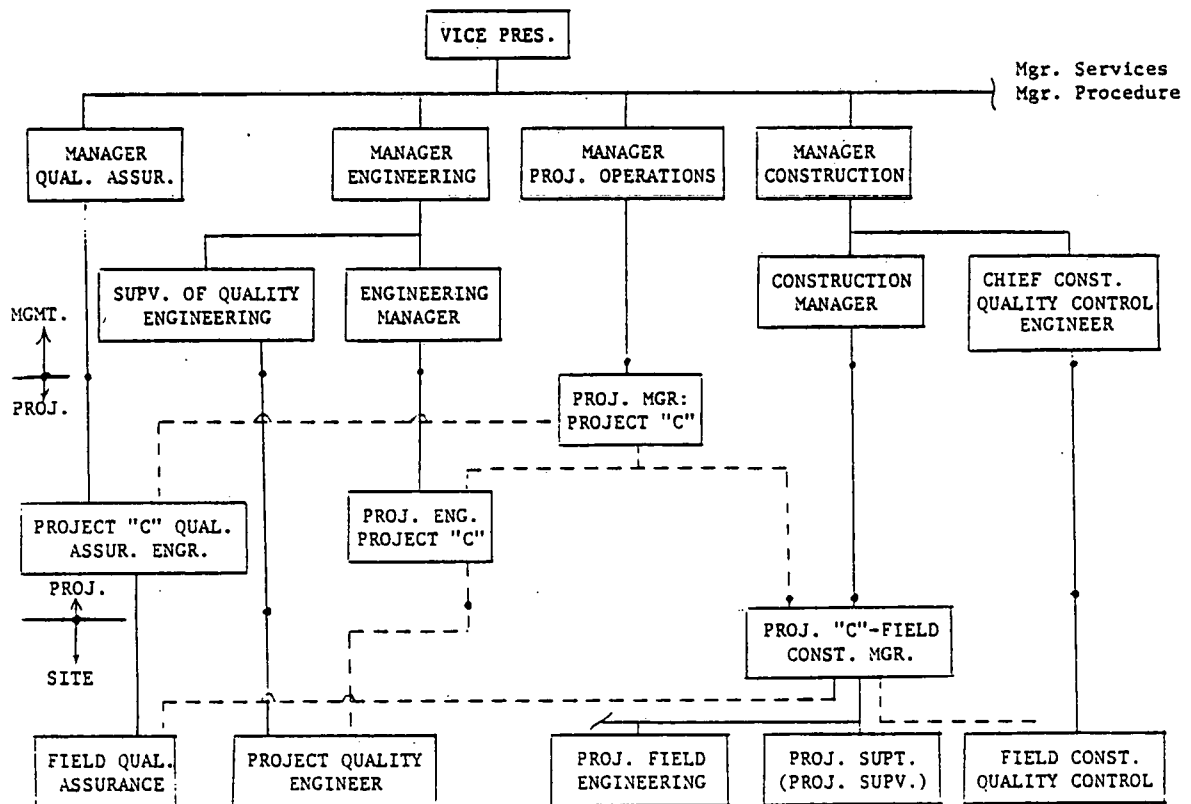 VICE PRES.
Mgr. Services
Mgr. Procedure
MANAGER
QUAL. ASSUR.
MANAGER
ENGINEERING
MANAGER
PROJ. OPERATIONS
MANAGER
CONSTRUCTION
SUPV. OF QUALITY
ENGINEERING
ENGINEERING
MANAGER
CONSTRUCTION
MANAGER
CHIEF CONST.
QUALITY CONTROL
ENGINEER
MGMT.
PROJ.
PROJ. MGR:
PROJECT "C"
PROJECT "C" QUAL.
ASSUR. ENGR.
PROJ. ENG.
PROJECT "C"
PROJ.
SITE
PROJ. "C"-FIELD
CONST. MGR.
FIELD QUAL.
ASSURANCE
PROJECT QUALITY
ENGINEER
PROJ. FIELD
ENGINEERING
PROJ. SUPT.
(PROJ. SUPV.)
FIELD CONST.
QUALITY CONTROL